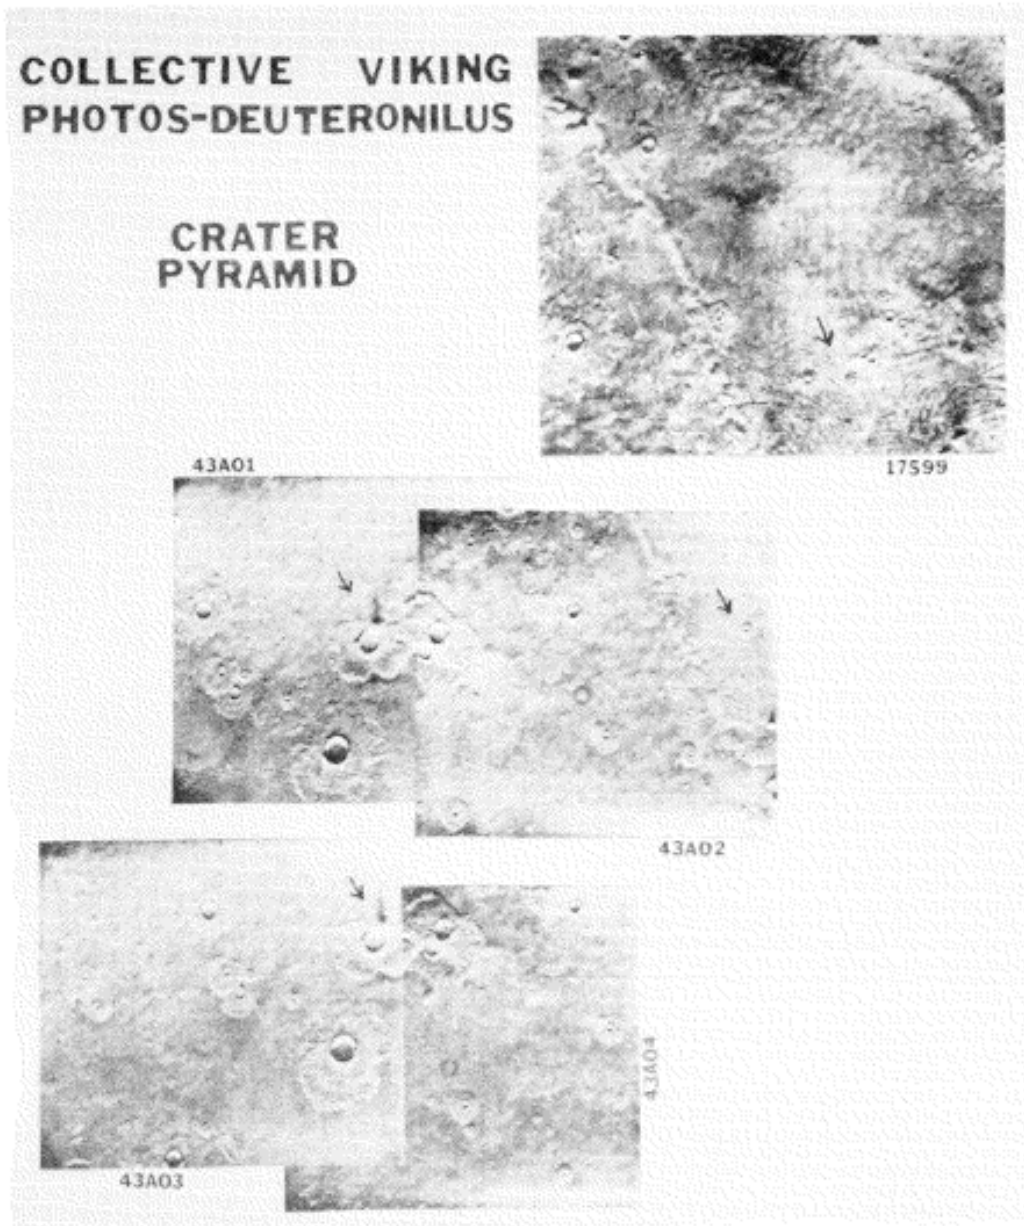 COLLECTIVE VIKING
PHOTOS-DEUTERONILUS
CRATER
PYRAMID
17599
43A01
43A02
43A04
43A03